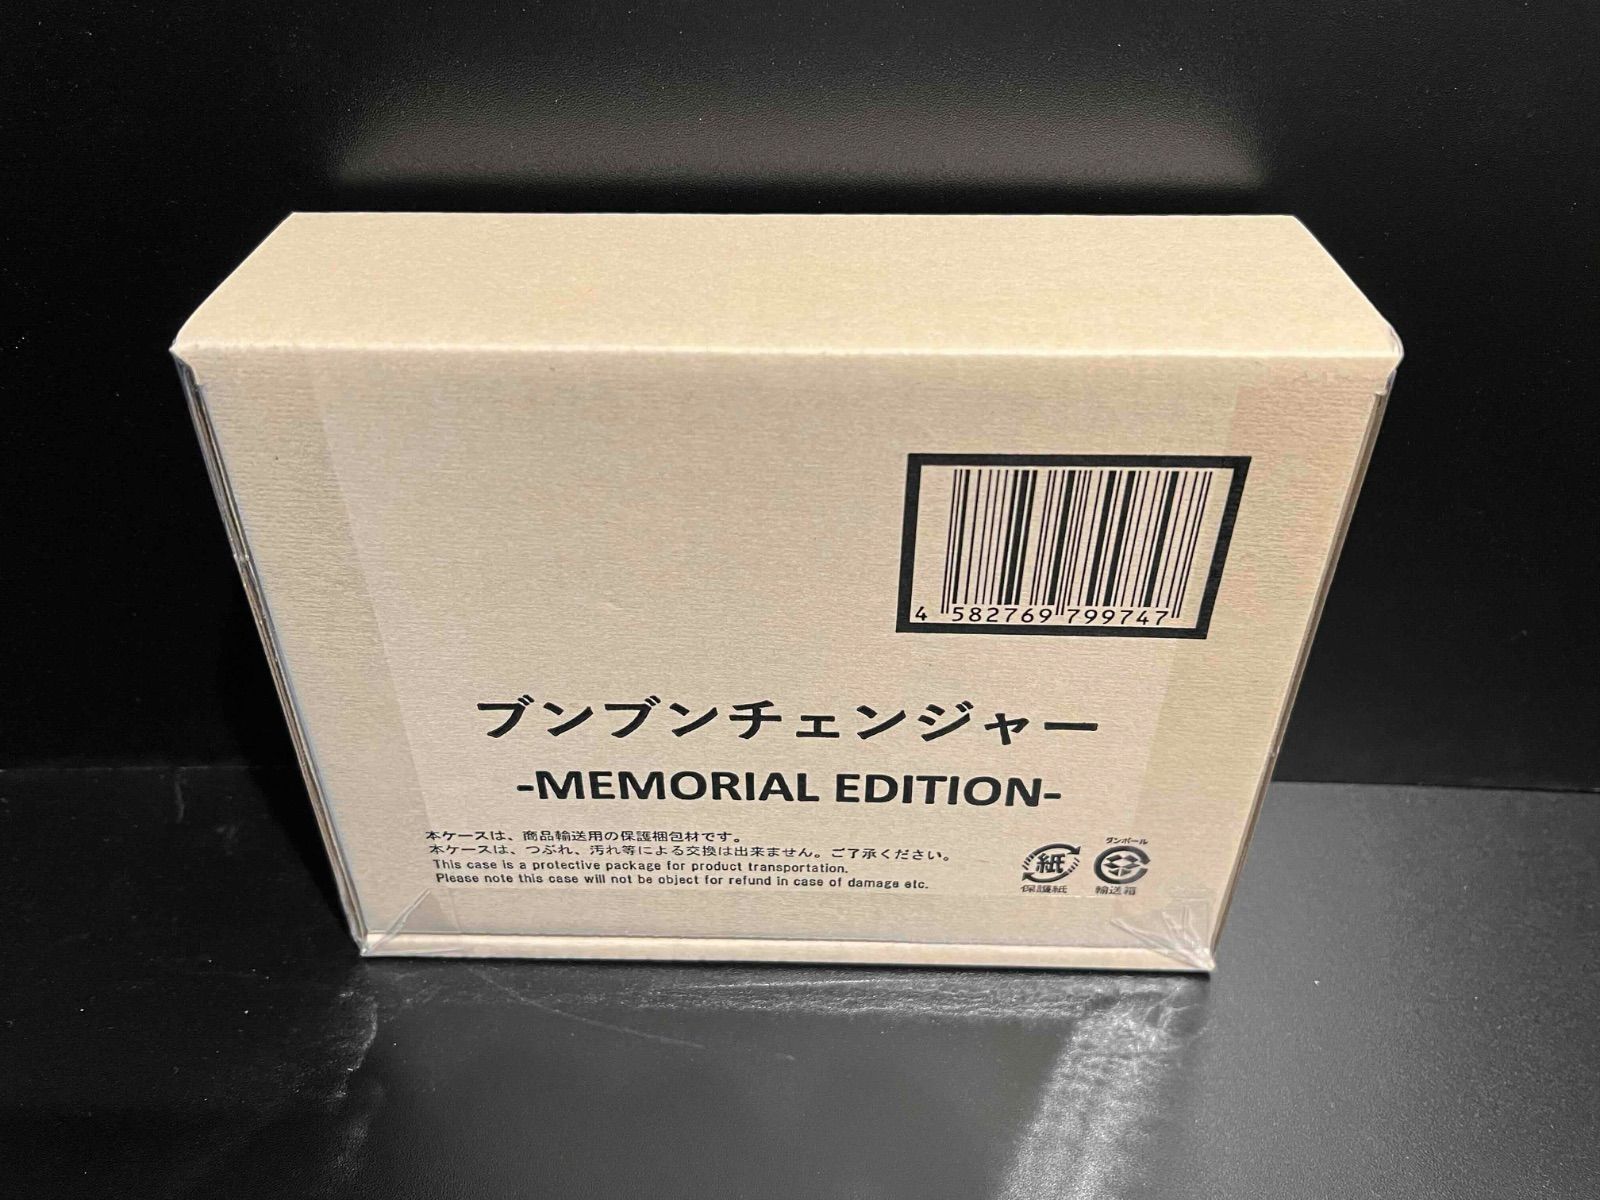 4 582769 799747
ブンブンチェンジャー
-MEMORIAL EDITION-
本ケースは、商品輸送用の保護梱包材です。
本ケースは、つぶれ、汚れ等による交換は出来ません。ご了承ください。
This case is a protective package for product transportation.
Please note this case will not be object for refund in case of damage etc.
紙
保護紙
ダンボール
輸送箱